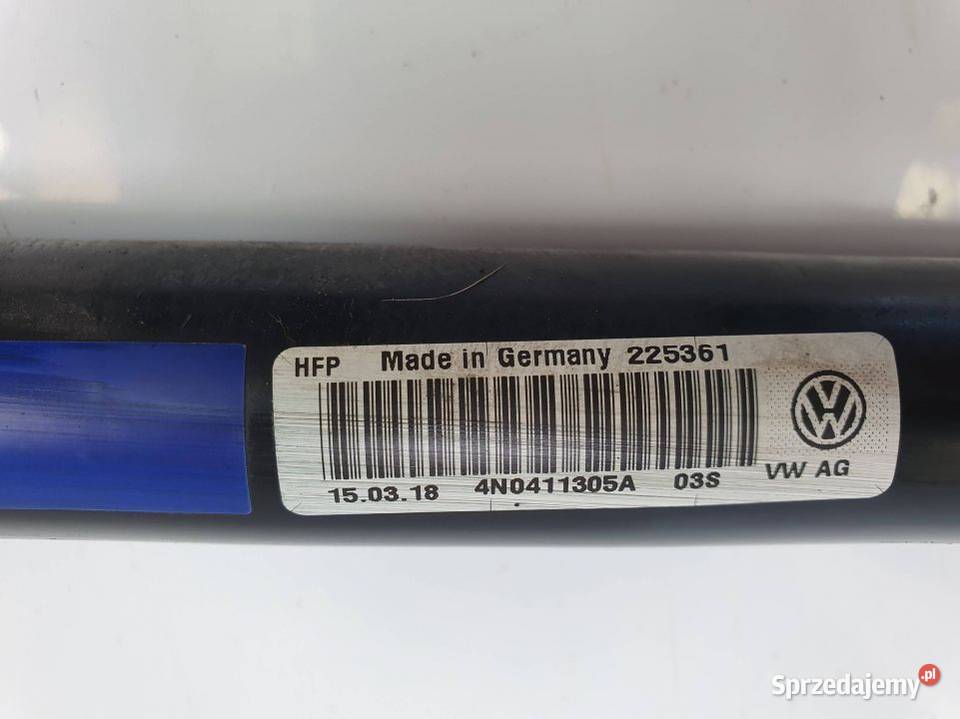 HFP Made in Germany 225361
15.03.18 4N0411305A 03S VW AG
Sprzedajemy.pl